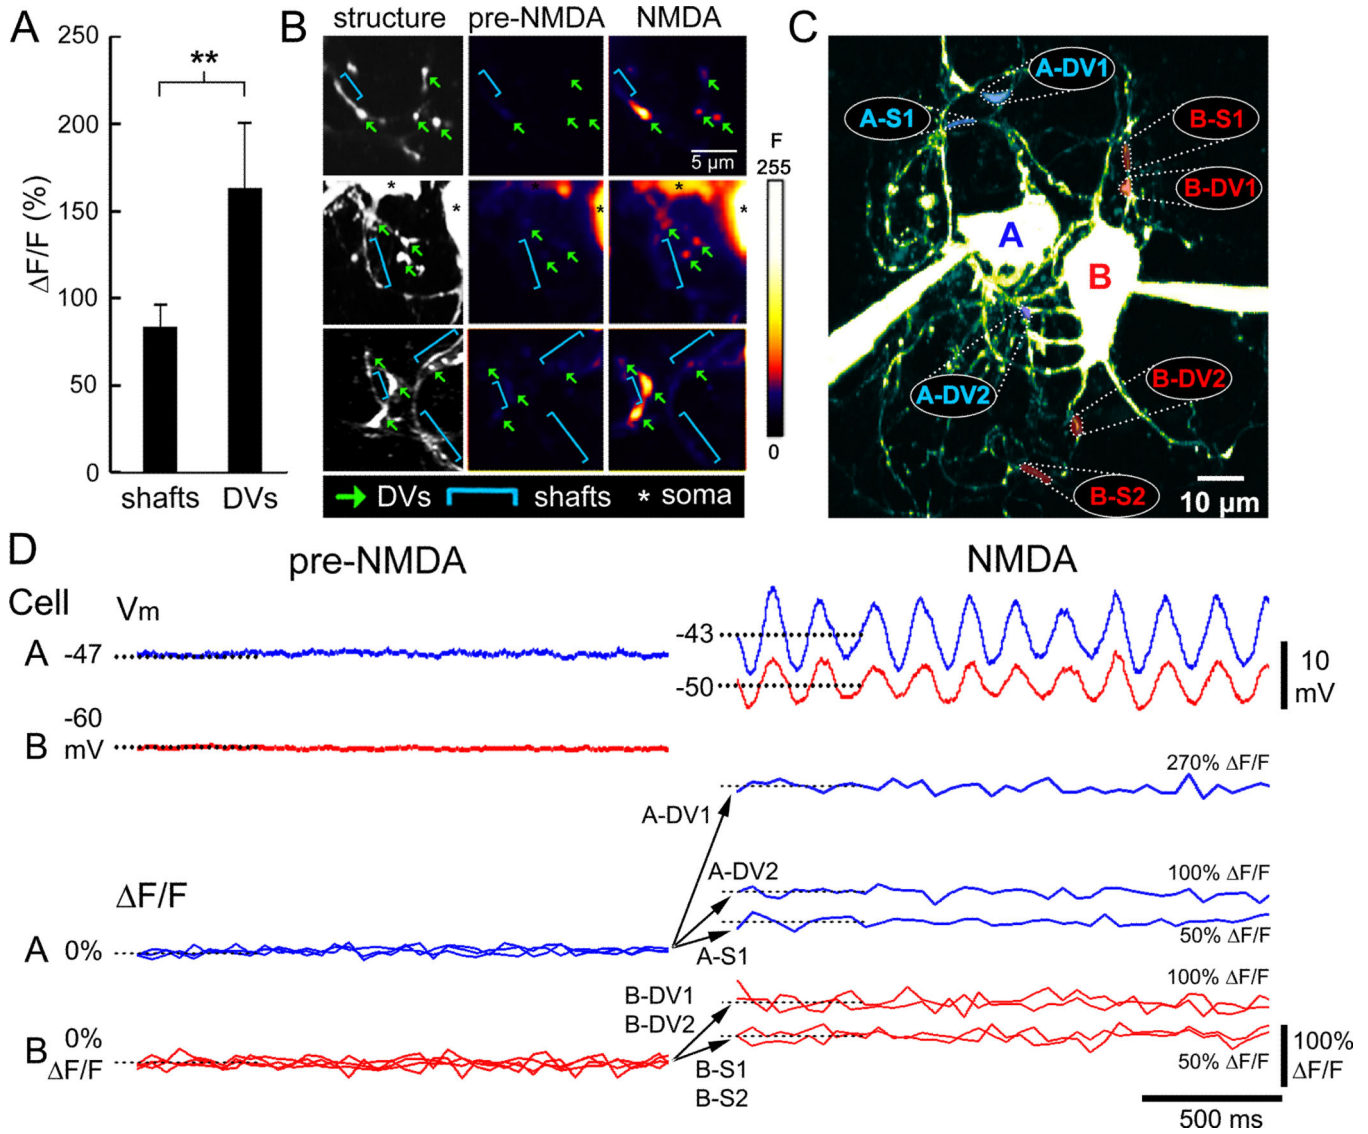 A
250
200
150
100
50
0
ΔF/F (%)
**
shafts DVs
B
structure pre-NMDA NMDA
5 µm
F
255
0
* *
* *
* *
DVs shafts * soma
C
A-DV1
A-S1
B-S1
B-DV1
A
B
A-DV2
B-DV2
B-S2
10 µm
D
pre-NMDA NMDA
Cell
Vm
A -47
-43
-50
10
mV
-60
B mV
270% ΔF/F
A-DV1
A-DV2
100% ΔF/F
ΔF/F
A 0%
A-S1
50% ΔF/F
100% ΔF/F
B-DV1
B-DV2
0%
B ΔF/F
B-S1
B-S2
50% ΔF/F
100%
ΔF/F
500 ms